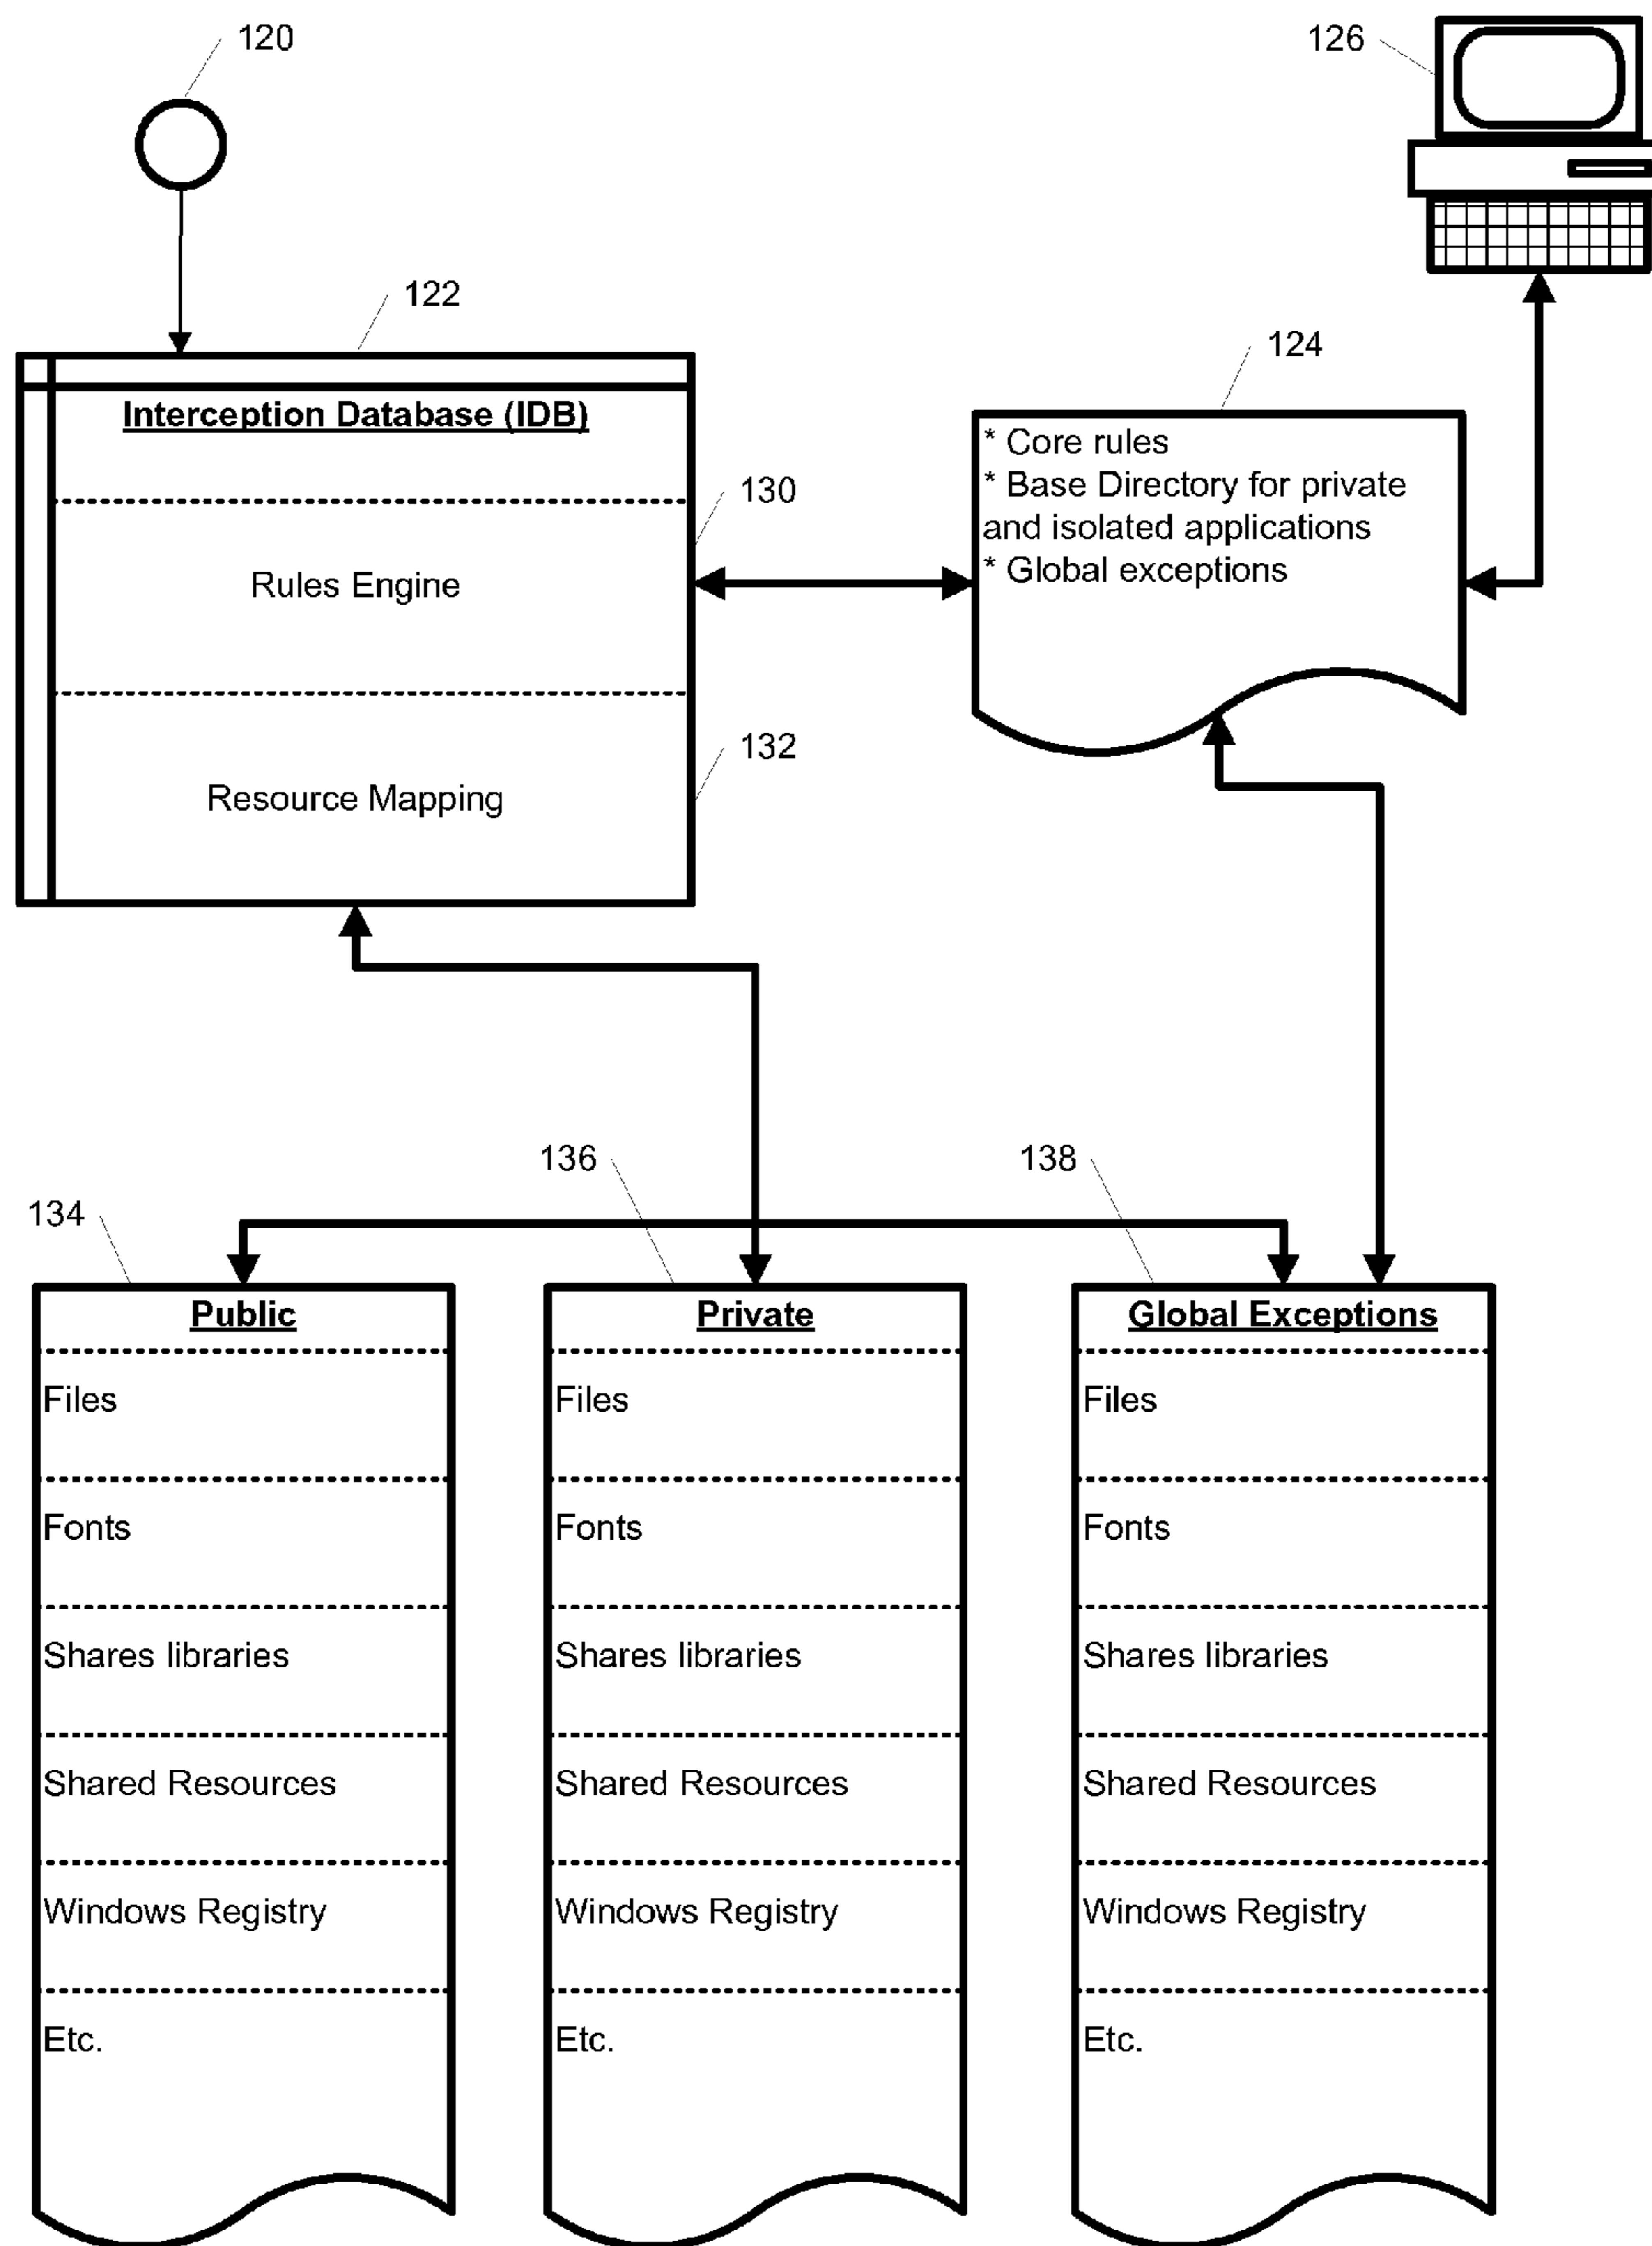 120
126
122
124
Interception Database (IDB)
* Core rules
* Base Directory for private
and isolated applications
* Global exceptions
130
Rules Engine
132
Resource Mapping
136
138
134
Public
Files
Fonts
Shares libraries
Shared Resources
Windows Registry
Etc.
Private
Files
Fonts
Shares libraries
Shared Resources
Windows Registry
Etc.
Global Exceptions
Files
Fonts
Shares libraries
Shared Resources
Windows Registry
Etc.